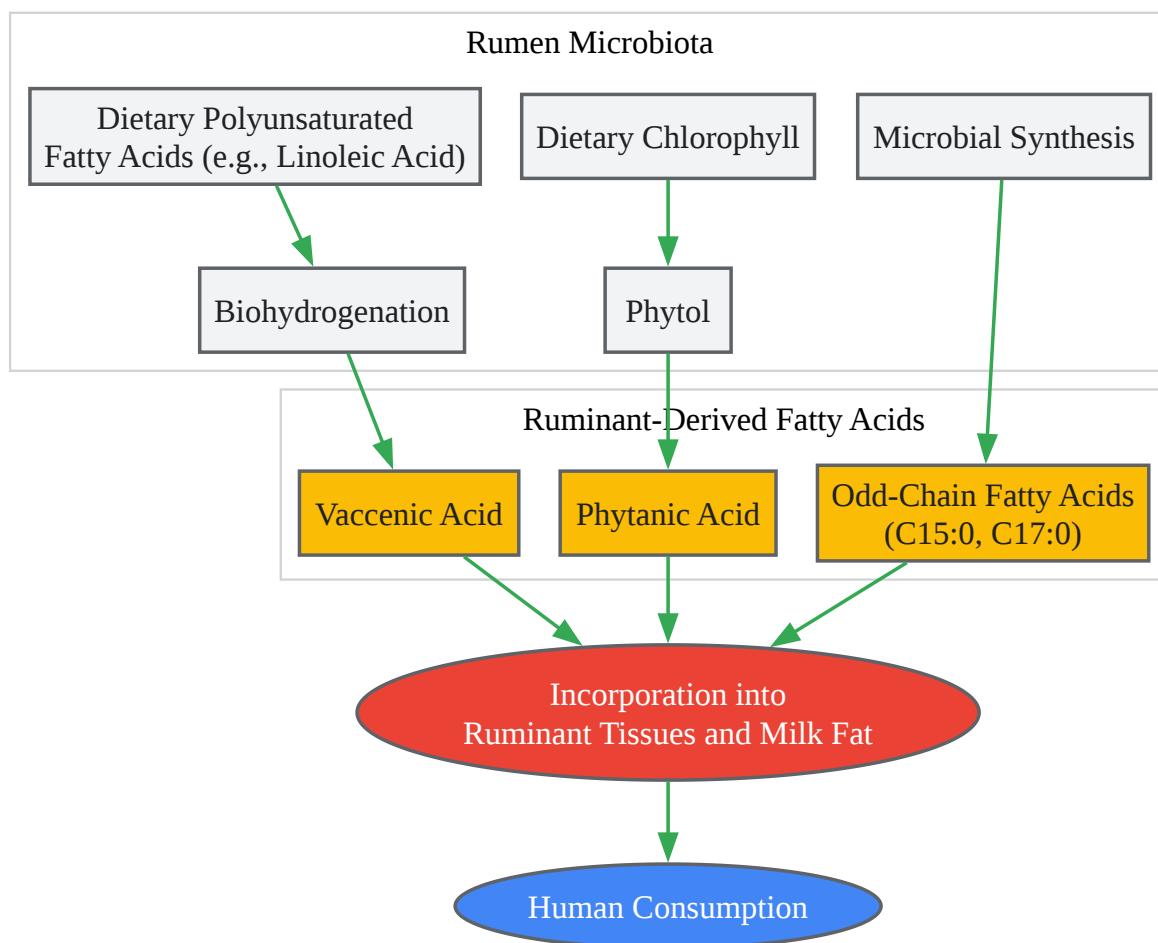 Rumen Microbiota
Dietary Polyunsaturated
Fatty Acids (e.g., Linoleic Acid)
Dietary Chlorophyll
Microbial Synthesis
Biohydrogenation
Phytol
Ruminant-Derived Fatty Acids
Vaccenic Acid
Phytanic Acid
Odd-Chain Fatty Acids
(C15:0, C17:0)
Incorporation into
Ruminant Tissues and Milk Fat
Human Consumption